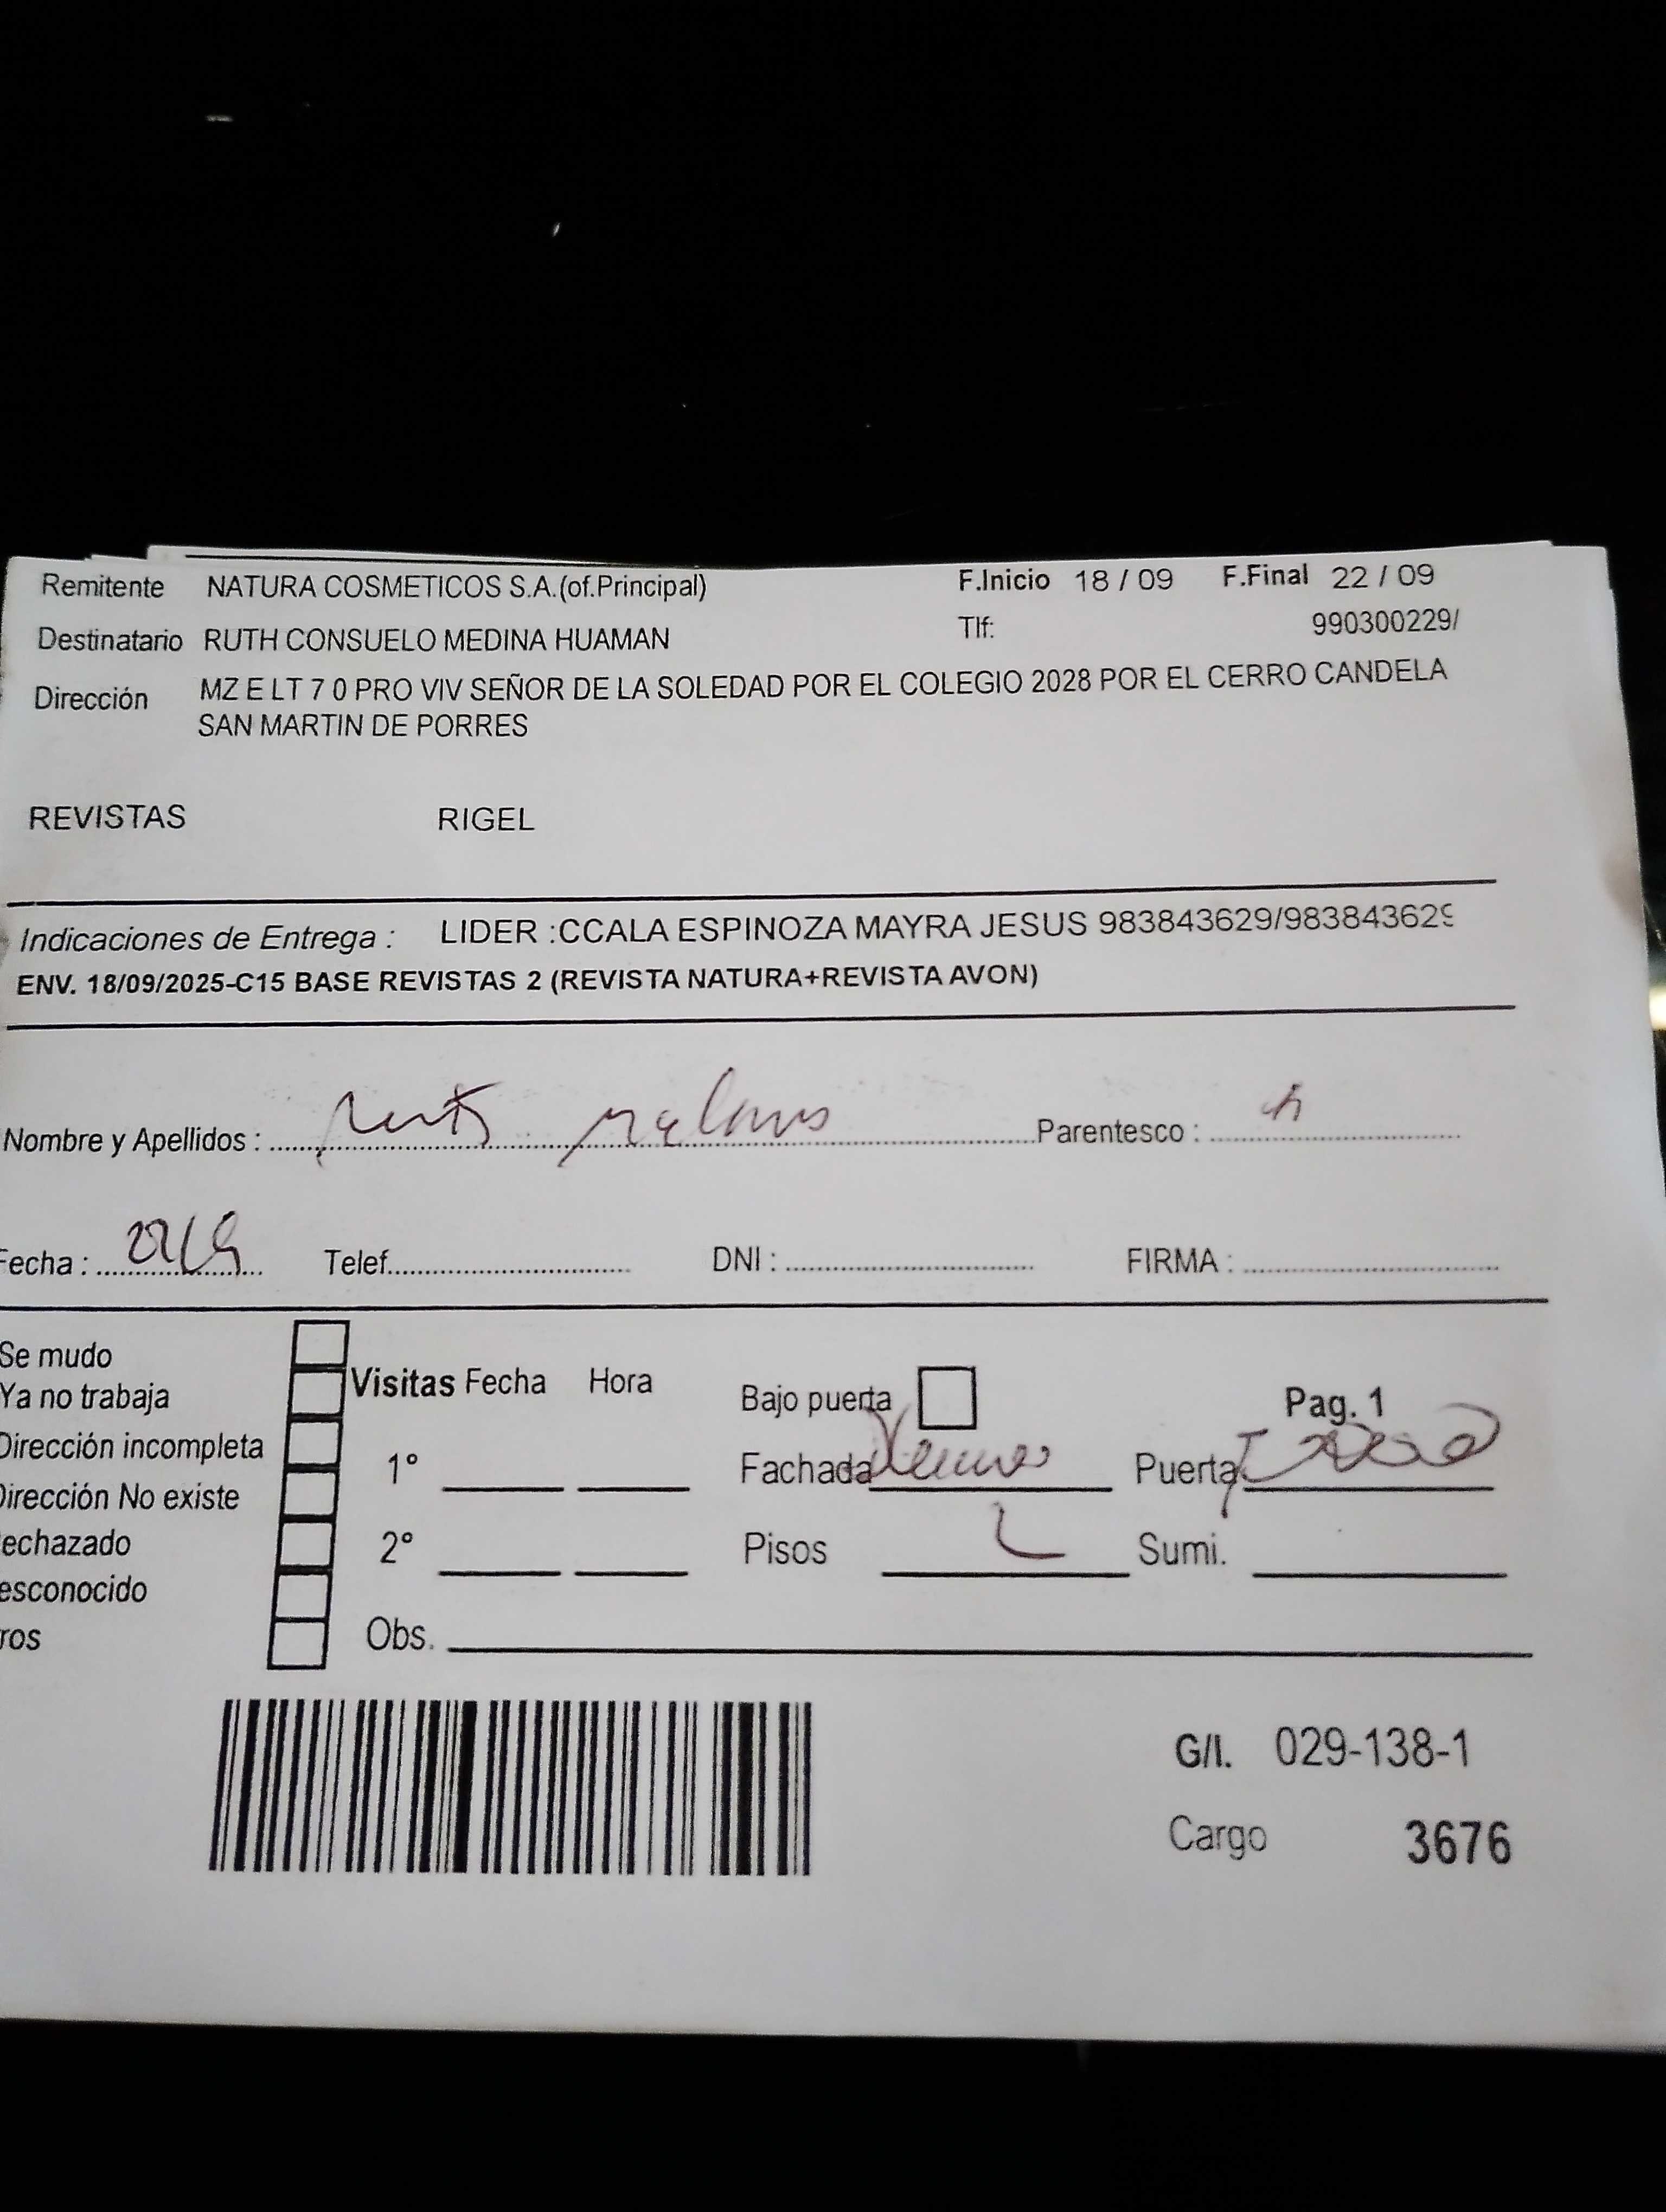 Remitente NATURA COSMETICOS S.A.(of.Principal) F.Inicio 18 / 09 F.Final 22 / 09
Destinatario RUTH CONSUELO MEDINA HUAMAN Tlf: 990300229/
Dirección MZ E LT 7 0 PRO VIV SEÑOR DE LA SOLEDAD POR EL COLEGIO 2028 POR EL CERRO CANDELA
SAN MARTIN DE PORRES
REVISTAS RIGEL
Indicaciones de Entrega : LIDER :CCALA ESPINOZA MAYRA JESUS 983843629/983843629
ENV. 18/09/2025-C15 BASE REVISTAS 2 (REVISTA NATURA+REVISTA AVON)
Nombre y Apellidos : Parentesco :
Fecha : 22/9 Telef. DNI : FIRMA :
Se mudo
Ya no trabaja
Dirección incompleta
Dirección No existe
echazado
esconocido
ros
Visitas Fecha Hora
1°
2°
Obs.
Bajo puerta Pag. 1
Fachada Puerta
Pisos Sumi.
G/I. 029-138-1
Cargo 3676